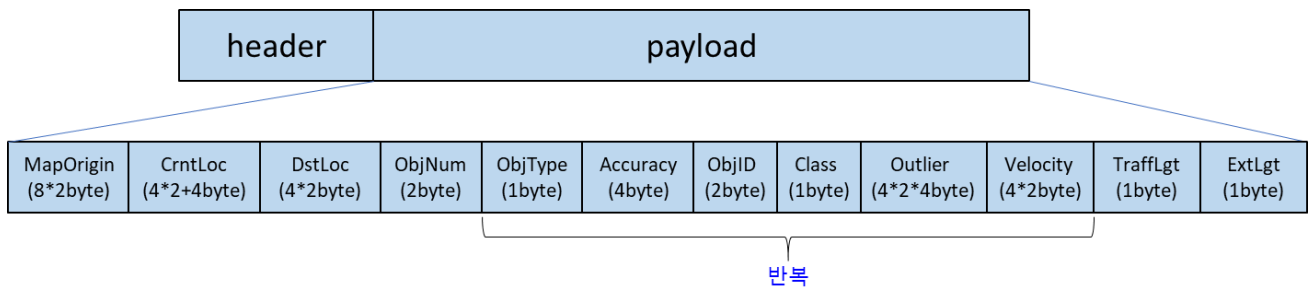 header
payload
MapOrigin
(8*2byte)
CrntLoc
(4*2+4byte)
DstLoc
(4*2byte)
ObjNum
(2byte)
ObjType
(1byte)
Accuracy
(4byte)
ObjID
(2byte)
Class
(1byte)
Outlier
(4*2*4byte)
Velocity
(4*2byte)
TraffLgt
(1byte)
ExtLgt
(1byte)
반복